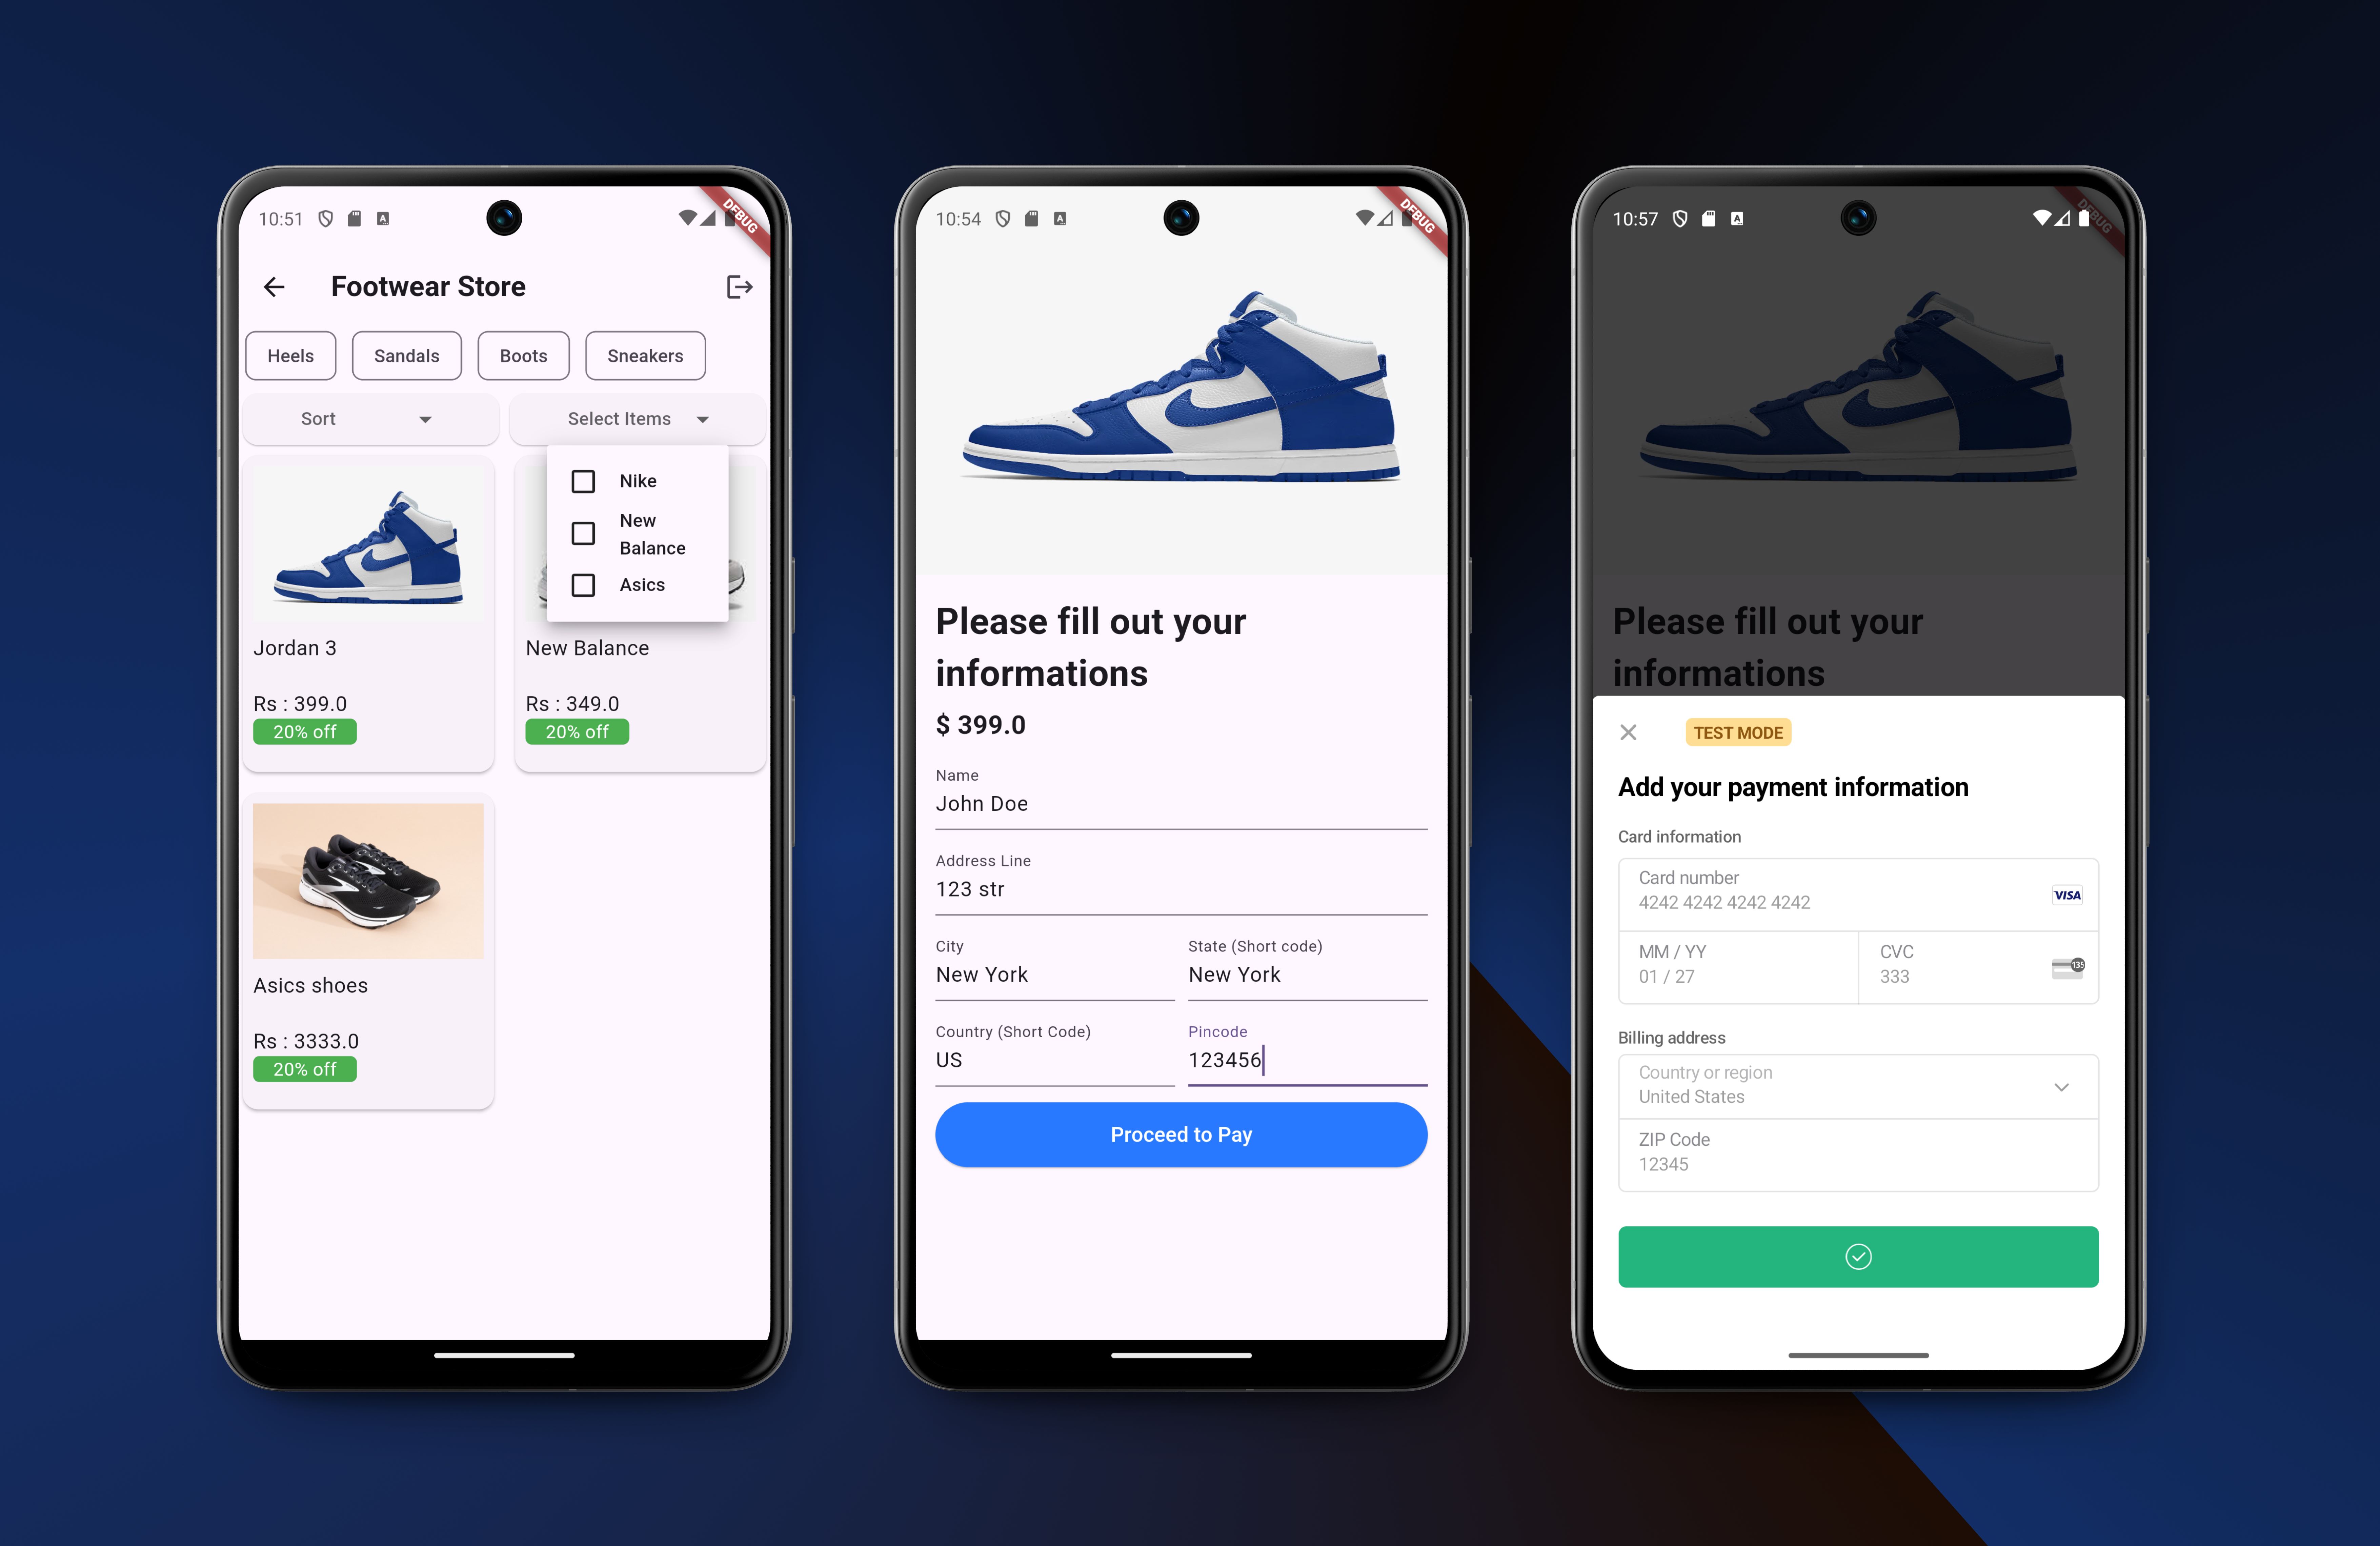 10:51
DEBUG
Footwear Store
Heels
Sandals
Boots
Sneakers
Sort
Select Items
Nike
New
Balance
Asics
Jordan 3
Rs : 399.0
20% off
New Balance
Rs : 349.0
20% off
Asics shoes
Rs : 3333.0
20% off
10:54
DEBUG
Please fill out your
informations
$ 399.0
Name
John Doe
Address Line
123 str
City
New York
State (Short code)
New York
Country (Short Code)
US
Pincode
123456
Proceed to Pay
10:57
DEBUG
Please fill out your
informations
TEST MODE
Add your payment information
Card information
Card number
4242 4242 4242 4242
VISA
MM / YY
01 / 27
CVC
333
135
Billing address
Country or region
United States
ZIP Code
12345